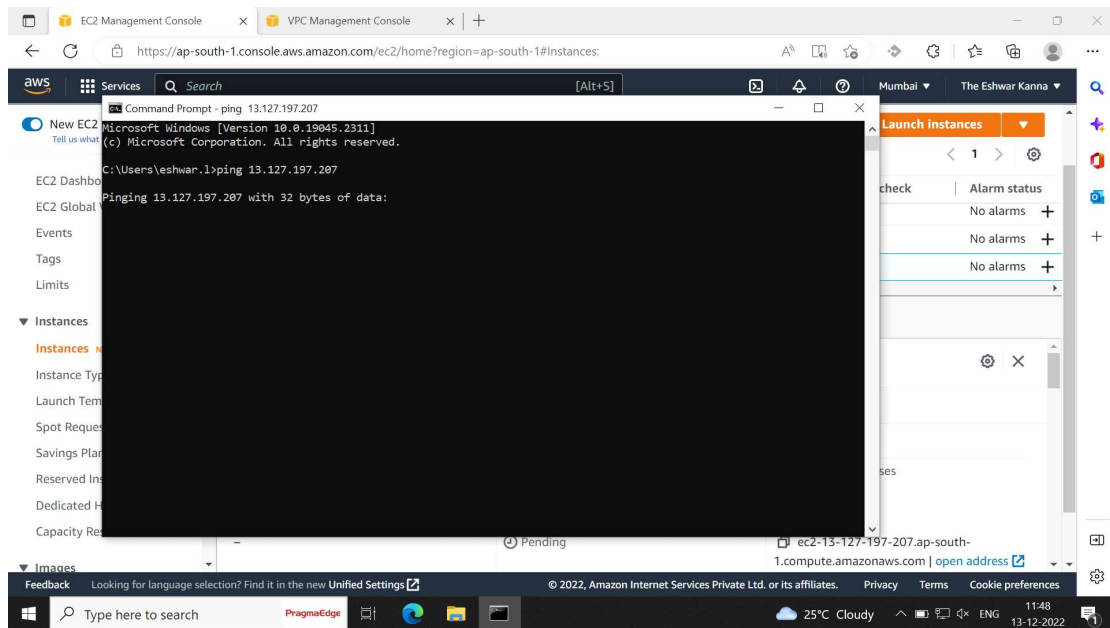 EC2 Management Console
VPC Management Console
https://ap-south-1.console.aws.amazon.com/ec2/home?region=ap-south-1#Instances:
aws
Services
Search
[Alt+S]
Mumbai
The Eshwar Kanna
Command Prompt - ping 13.127.197.207
Microsoft Windows [Version 10.0.19045.2311]
(c) Microsoft Corporation. All rights reserved.
C:\Users\eshwar.l>ping 13.127.197.207
Pinging 13.127.197.207 with 32 bytes of data:
New EC2
Tell us what
EC2 Dashbo
EC2 Global
Events
Tags
Limits
Instances
Instances N
Instance Typ
Launch Tem
Spot Reques
Savings Plan
Reserved Ins
Dedicated H
Capacity Res
Images
Launch instances
1
check
Alarm status
No alarms
No alarms
No alarms
ses
–
Pending
ec2-13-127-197-207.ap-south-
1.compute.amazonaws.com | open address
Feedback
Looking for language selection? Find it in the new Unified Settings
© 2022, Amazon Internet Services Private Ltd. or its affiliates.
Privacy
Terms
Cookie preferences
Type here to search
PragmaEdge
25°C Cloudy
ENG
11:48
13-12-2022
1